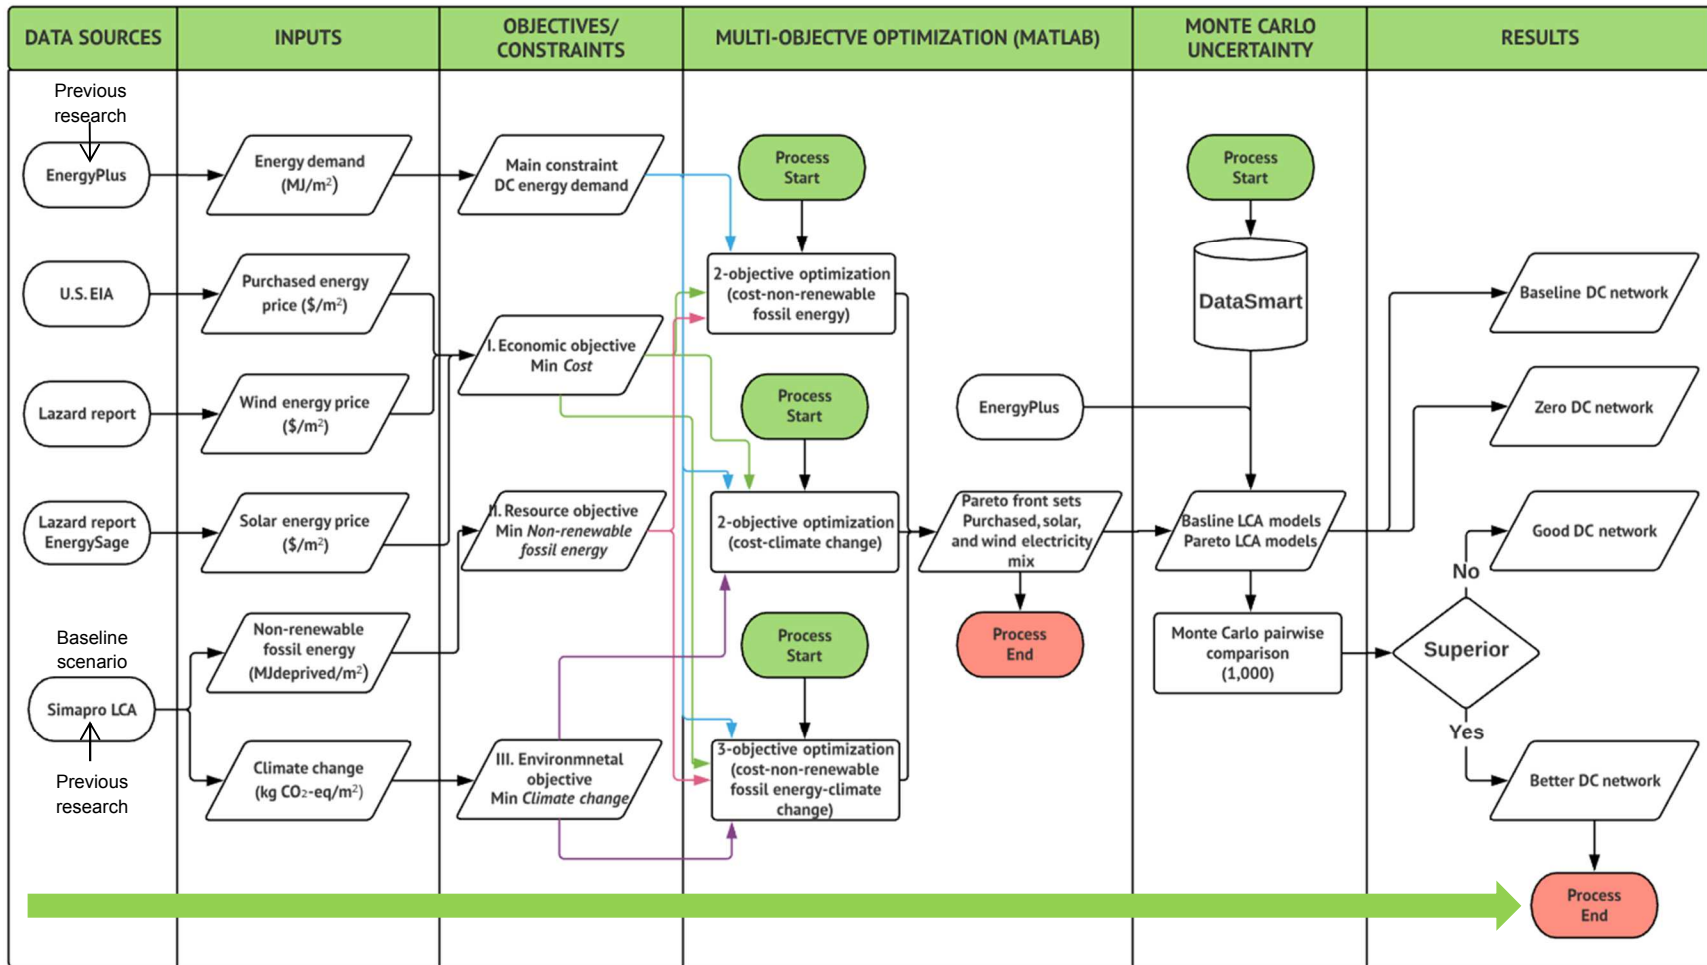 DATA SOURCES
INPUTS
OBJECTIVES/
CONSTRAINTS
MULTI-OBJECTVE OPTIMIZATION (MATLAB)
MONTE CARLO
UNCERTAINTY
RESULTS
Previous
research
EnergyPlus
U.S. EIA
Lazard report
Lazard report
EnergySage
Baseline
scenario
Simapro LCA
Previous
research
Energy demand
(MJ/m²)
Purchased energy
price ($/m²)
Wind energy price
($/m²)
Solar energy price
($/m²)
Non-renewable
fossil energy
(MJdeprived/m²)
Climate change
(kg CO₂-eq/m²)
Main constraint
DC energy demand
I. Economic objective
Min Cost
II. Resource objective
Min Non-renewable
fossil energy
III. Environmnetal
objective
Min Climate change
Process
Start
2-objective optimization
(cost-non-renewable
fossil energy)
Process
Start
2-objective optimization
(cost-climate change)
Process
Start
3-objective optimization
(cost-non-renewable
fossil energy-climate
change)
Pareto front sets
Purchased, solar,
and wind electricity
mix
Process
End
Process
Start
DataSmart
EnergyPlus
Basline LCA models
Pareto LCA models
Monte Carlo pairwise
comparison
(1,000)
Baseline DC network
Zero DC network
Good DC network
No
Superior
Yes
Better DC network
Process
End